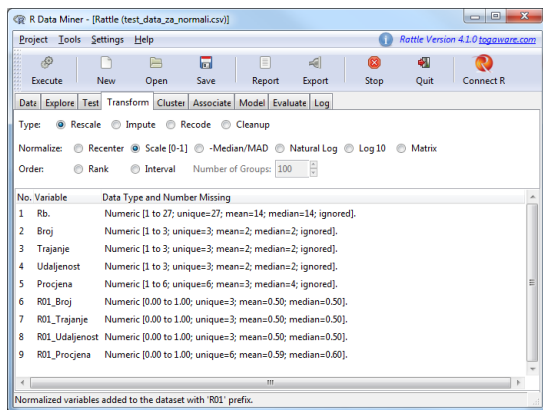 R Data Miner - [Rattle (test_data_za_normali.csv)]
Project Tools Settings Help Rattle Version 4.1.0 togaware.com
Execute New Open Save Report Export Stop Quit Connect R
Data Explore Test Transform Cluster Associate Model Evaluate Log
Type: Rescale Impute Recode Cleanup
Normalize: Recenter Scale [0-1] -Median/MAD Natural Log Log 10 Matrix
Order: Rank Interval Number of Groups: 100
No. Variable Data Type and Number Missing
1 Rb. Numeric [1 to 27; unique=27; mean=14; median=14; ignored].
2 Broj Numeric [1 to 3; unique=3; mean=2; median=2; ignored].
3 Trajanje Numeric [1 to 3; unique=3; mean=2; median=2; ignored].
4 Udaljenost Numeric [1 to 3; unique=3; mean=2; median=2; ignored].
5 Procjena Numeric [1 to 6; unique=6; mean=3; median=4; ignored].
6 R01_Broj Numeric [0.00 to 1.00; unique=3; mean=0.50; median=0.50].
7 R01_Trajanje Numeric [0.00 to 1.00; unique=3; mean=0.50; median=0.50].
8 R01_Udaljenost Numeric [0.00 to 1.00; unique=3; mean=0.50; median=0.50].
9 R01_Procjena Numeric [0.00 to 1.00; unique=6; mean=0.59; median=0.60].
Normalized variables added to the dataset with 'R01' prefix.